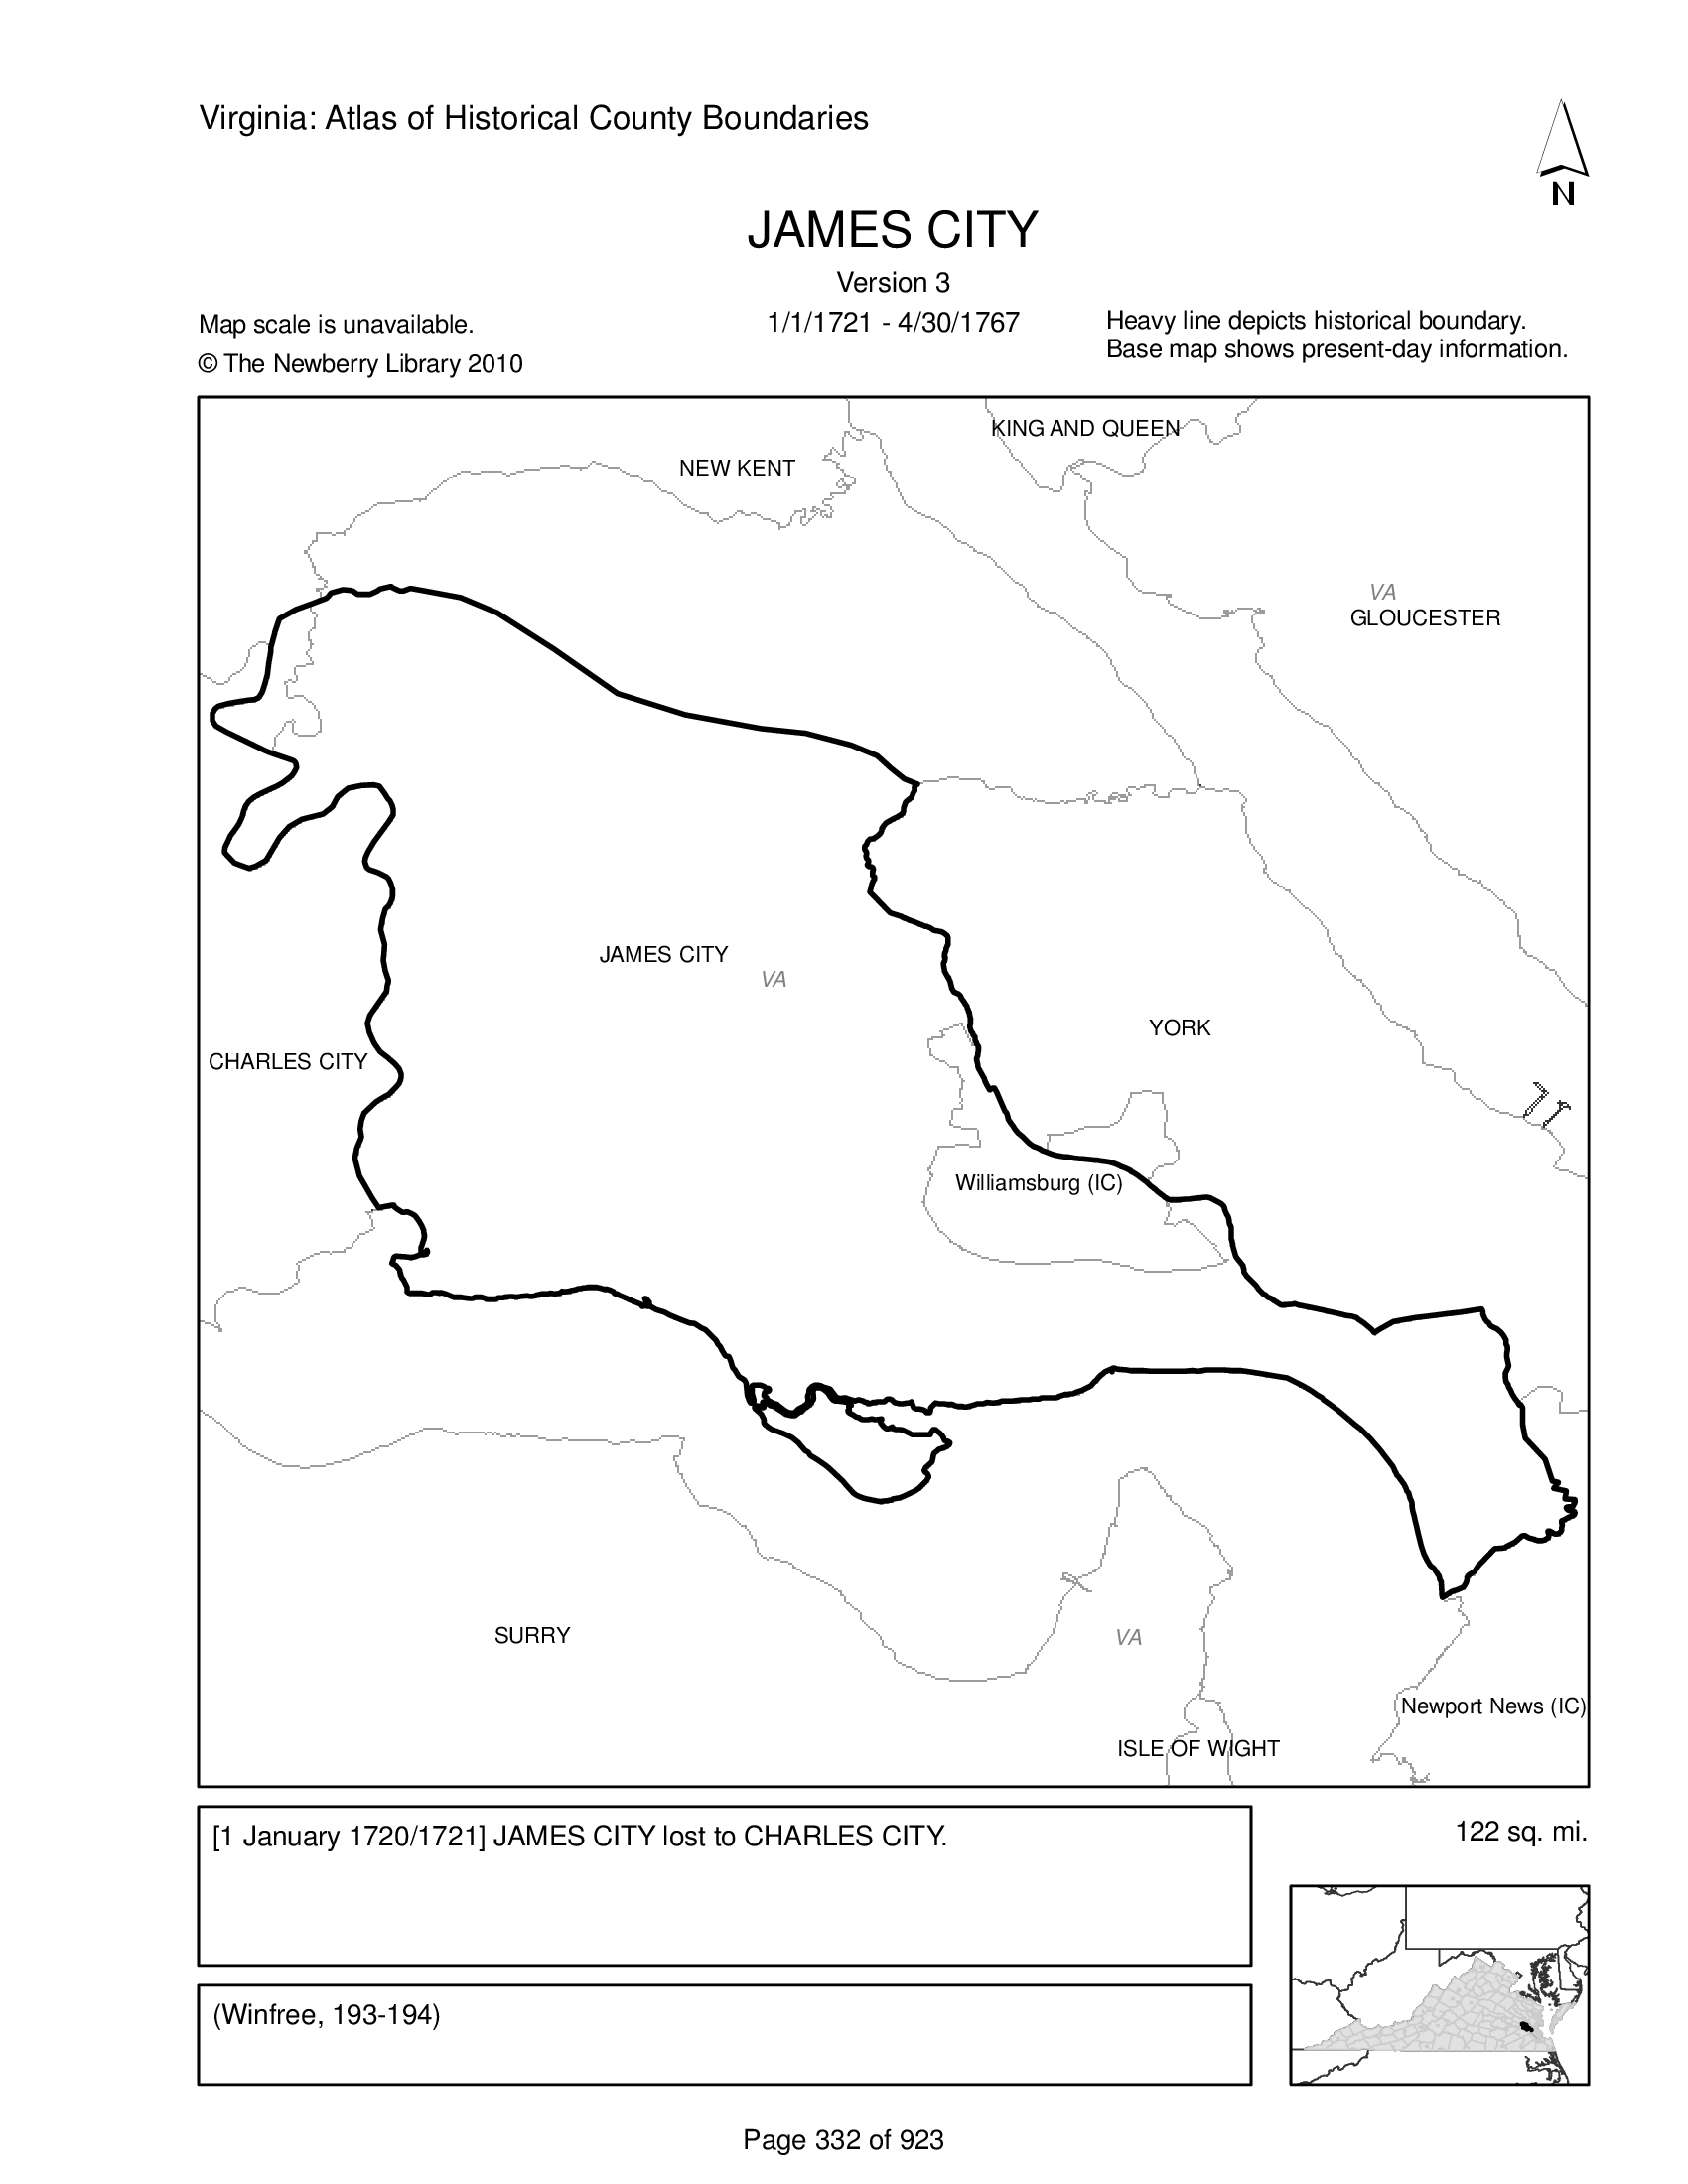 Virginia: Atlas of Historical County Boundaries
N
JAMES CITY
Version 3
1/1/1721 - 4/30/1767
Map scale is unavailable.
© The Newberry Library 2010
Heavy line depicts historical boundary.
Base map shows present-day information.
KING AND QUEEN
NEW KENT
VA
GLOUCESTER
JAMES CITY
VA
YORK
CHARLES CITY
Williamsburg (IC)
SURRY
VA
Newport News (IC)
ISLE OF WIGHT
[1 January 1720/1721] JAMES CITY lost to CHARLES CITY.
122 sq. mi.
(Winfree, 193-194)
Page 332 of 923